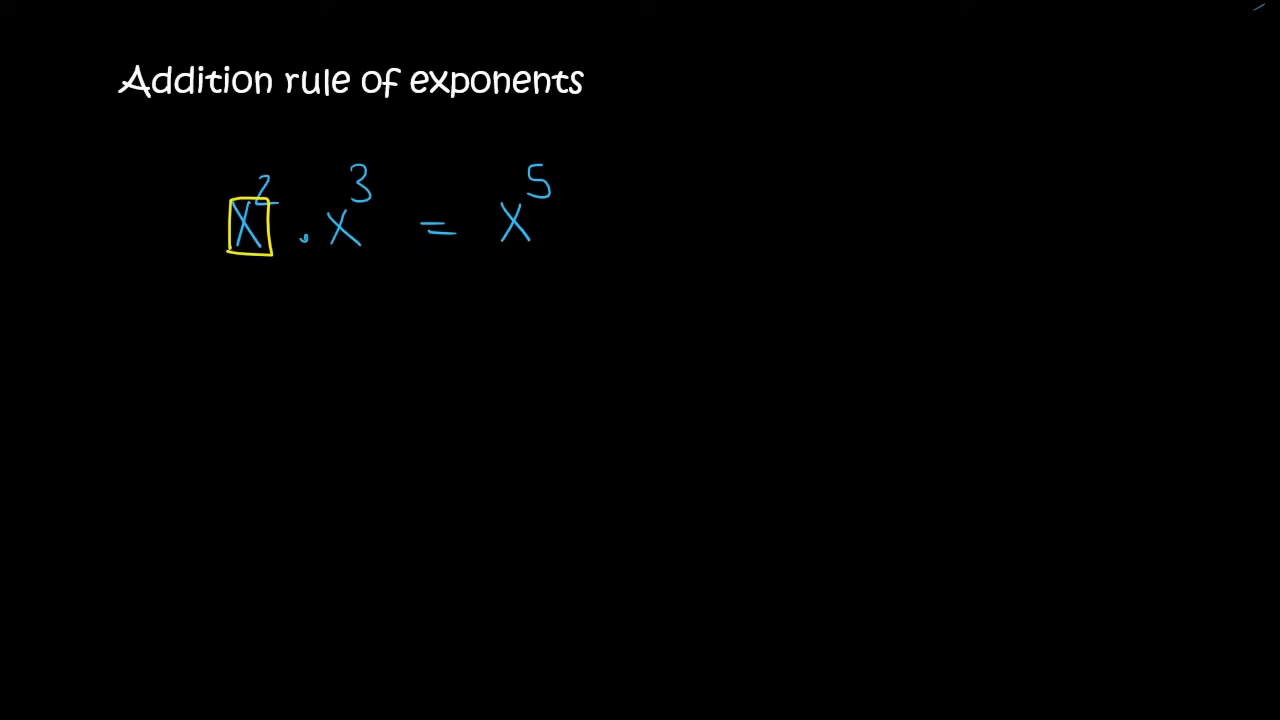 Addition rule of exponents
x² · x³ = x⁵